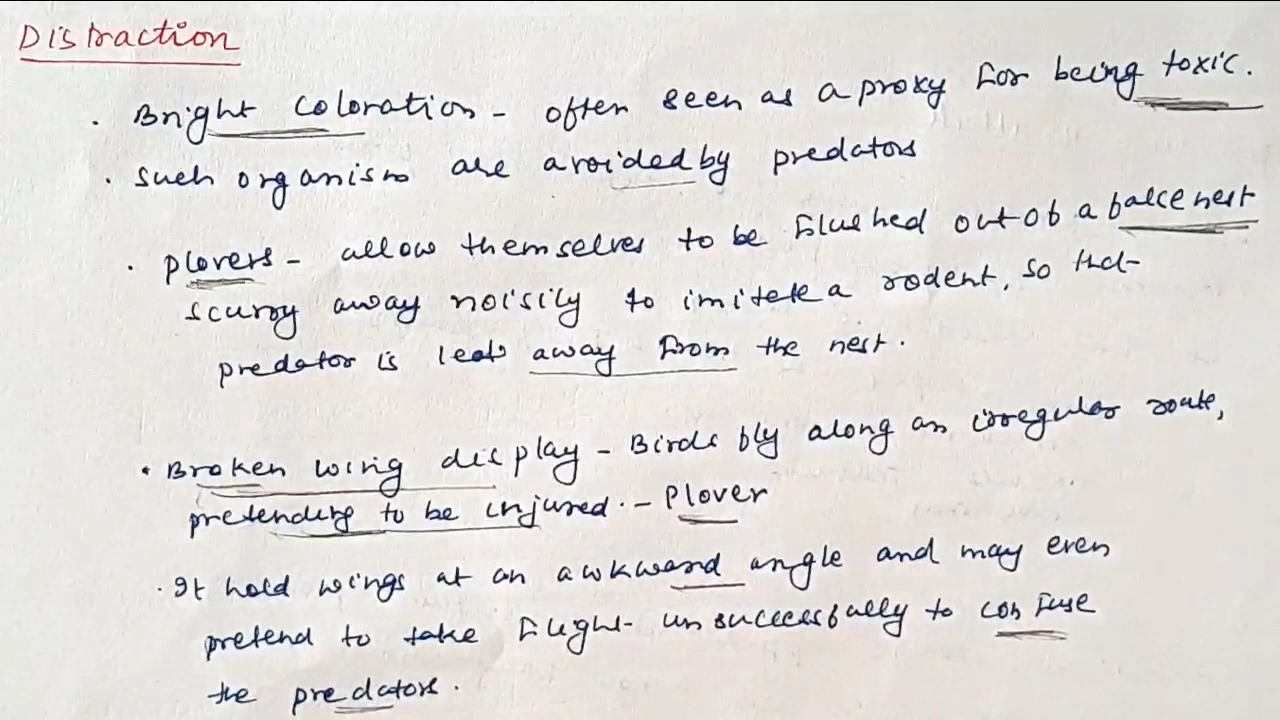 Distraction
. Bright Coloration - often seen as a proxy for being toxic.
. such organism are avoided by predators
. plovers - allow themselves to be flushed out of a false nest
scurry away noisily to imitate a rodent, so that
predator is lead away from the nest.
. Broken wing display - Birds fly along an irregular route,
pretending to be injured. - Plover
. It hold wings at an awkward angle and may even
pretend to take flight unsuccessfully to confuse
the predators.